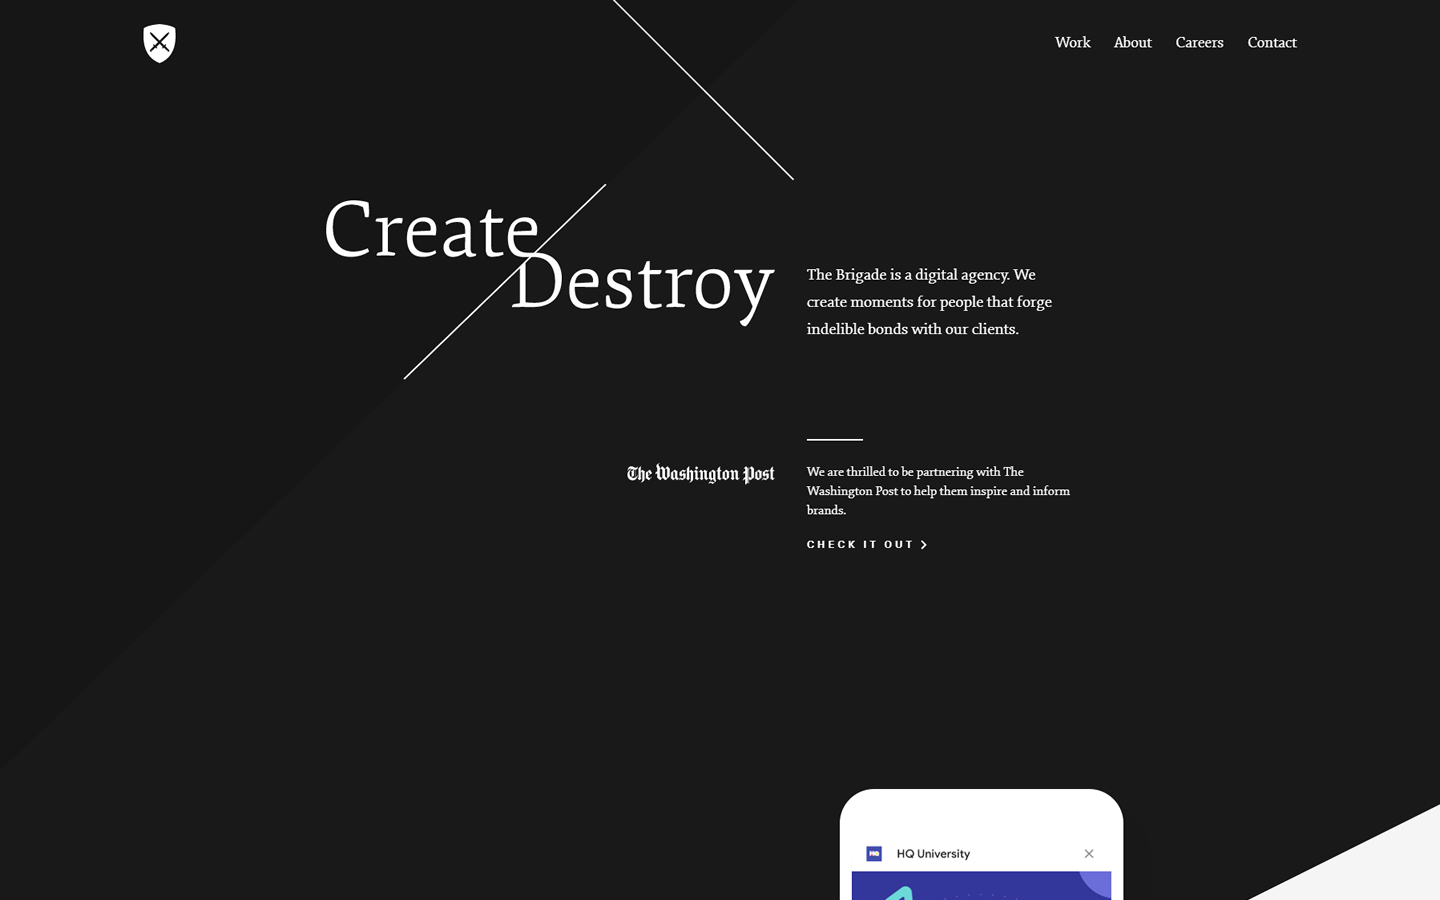 Work About Careers Contact
Create
Destroy
The Brigade is a digital agency. We
create moments for people that forge
indelible bonds with our clients.
The Washington Post
We are thrilled to be partnering with The
Washington Post to help them inspire and inform
brands.
CHECK IT OUT
HQ HQ University